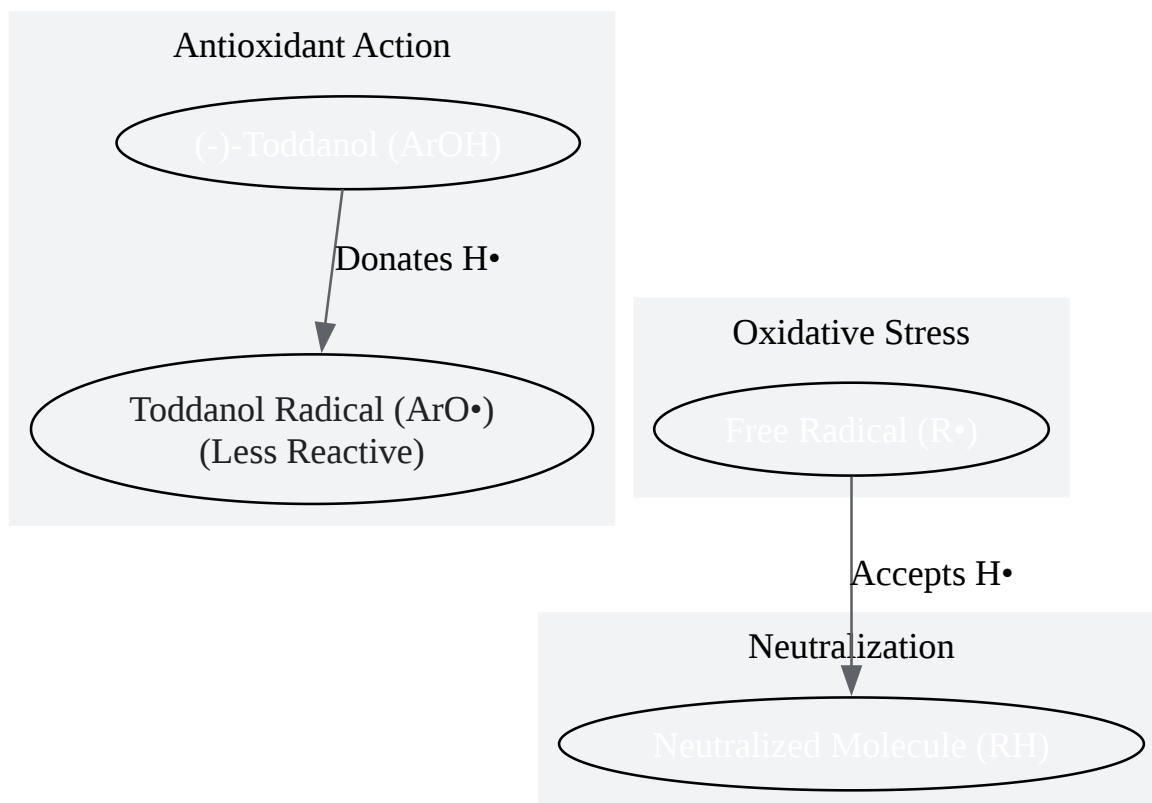 Antioxidant Action
(-)-Toddanol (ArOH)
Donates H•
Toddanol Radical (ArO•)
(Less Reactive)
Oxidative Stress
Free Radical (R•)
Accepts H•
Neutralization
Neutralized Molecule (RH)